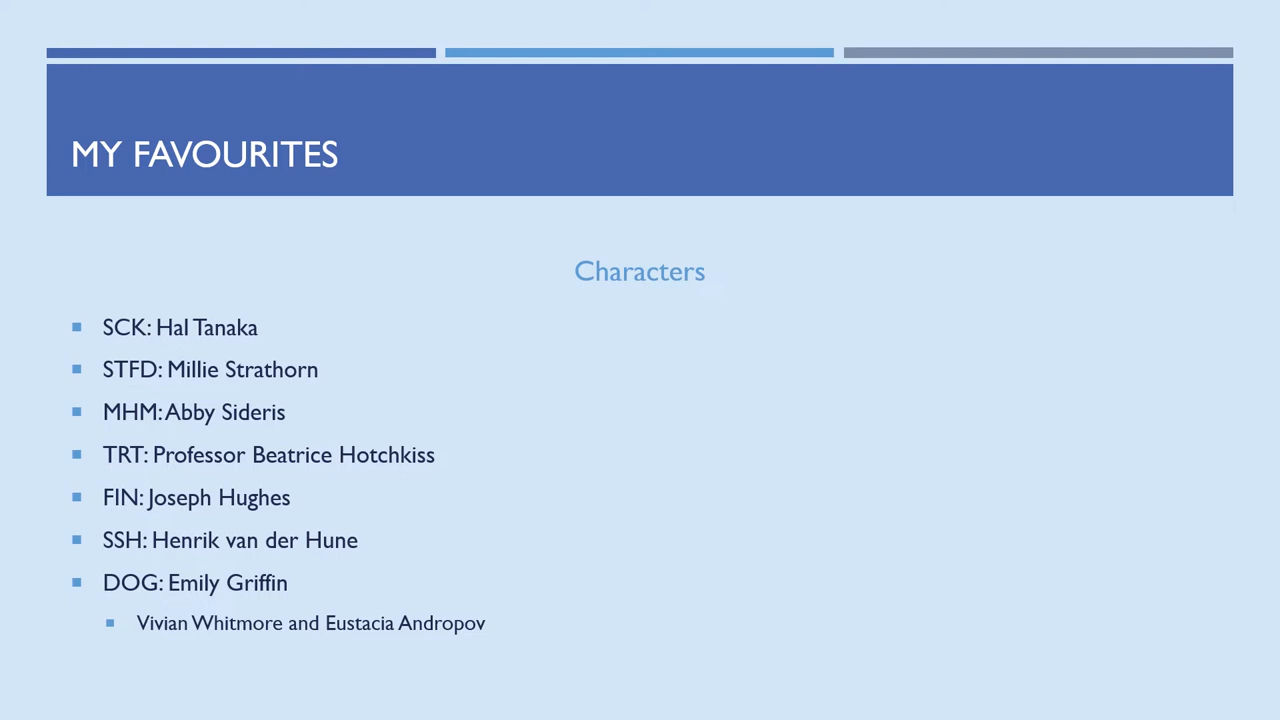 MY FAVOURITES
Characters
SCK: Hal Tanaka
STFD: Millie Strathorn
MHM: Abby Sideris
TRT: Professor Beatrice Hotchkiss
FIN: Joseph Hughes
SSH: Henrik van der Hune
DOG: Emily Griffin
Vivian Whitmore and Eustacia Andropov